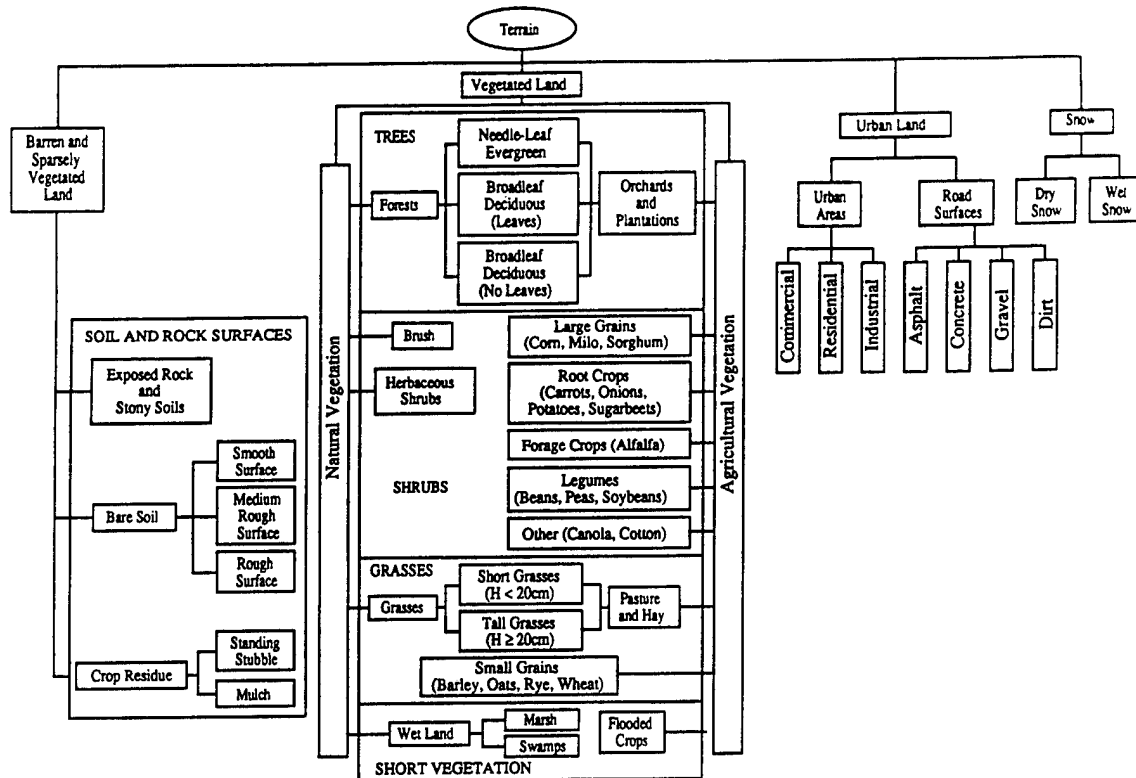 Terrain
Vegetated Land
Barren and
Sparsely
Vegetated
Land
SOIL AND ROCK SURFACES
Exposed Rock
and
Stony Soils
Bare Soil
Smooth
Surface
Medium
Rough
Surface
Rough
Surface
Crop Residue
Standing
Stubble
Mulch
Natural Vegetation
TREES
Forests
Needle-Leaf
Evergreen
Broadleaf
Deciduous
(Leaves)
Broadleaf
Deciduous
(No Leaves)
Orchards
and
Plantations
Brush
Herbaceous
Shrubs
SHRUBS
Large Grains
(Corn, Milo, Sorghum)
Root Crops
(Carrots, Onions,
Potatoes, Sugarbeets)
Forage Crops (Alfalfa)
Legumes
(Beans, Peas, Soybeans)
Other (Canola, Cotton)
GRASSES
Grasses
Short Grasses
(H < 20cm)
Tall Grasses
(H ≥ 20cm)
Pasture
and Hay
Small Grains
(Barley, Oats, Rye, Wheat)
Wet Land
Marsh
Swamps
Flooded
Crops
SHORT VEGETATION
Agricultural Vegetation
Urban Land
Urban
Areas
Commercial
Residential
Industrial
Road
Surfaces
Asphalt
Concrete
Gravel
Dirt
Snow
Dry
Snow
Wet
Snow